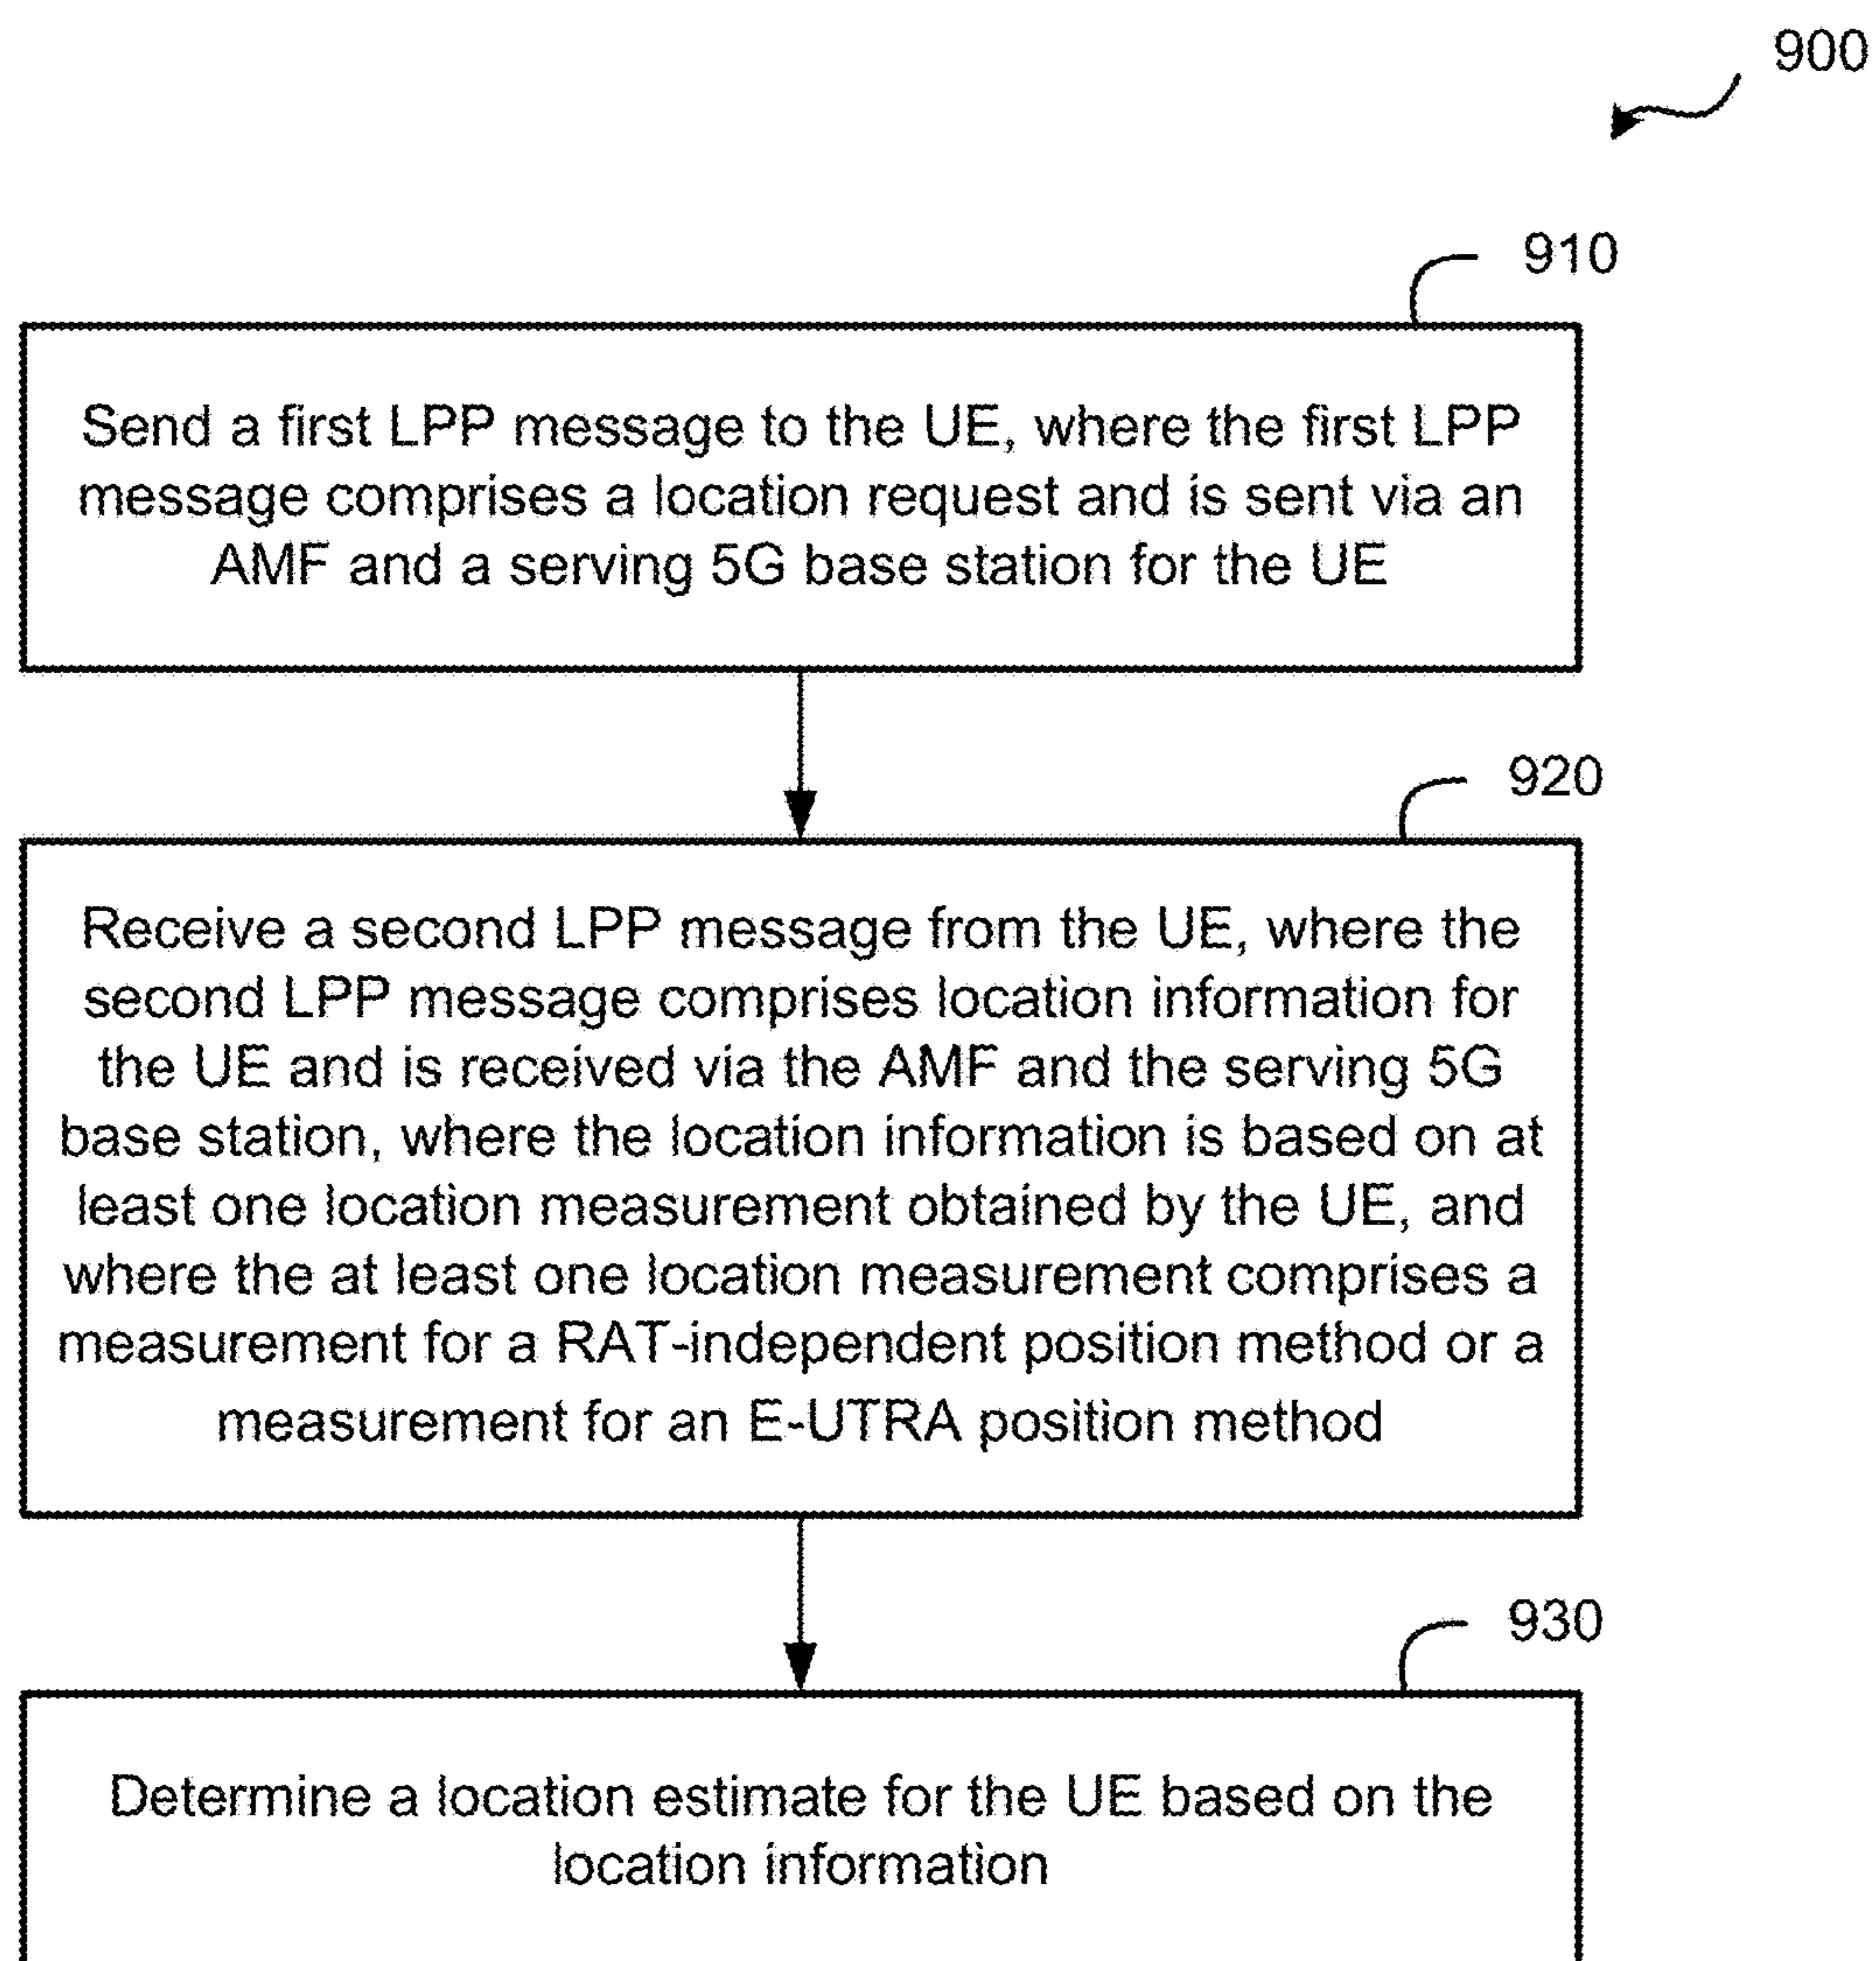 900
910
Send a first LPP message to the UE, where the first LPP
message comprises a location request and is sent via an
AMF and a serving 5G base station for the UE
920
Receive a second LPP message from the UE, where the
second LPP message comprises location information for
the UE and is received via the AMF and the serving 5G
base station, where the location information is based on at
least one location measurement obtained by the UE, and
where the at least one location measurement comprises a
measurement for a RAT-independent position method or a
measurement for an E-UTRA position method
930
Determine a location estimate for the UE based on the
location information